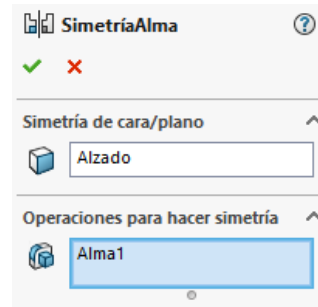 SimetríaAlma
Simetría de cara/plano
Alzado
Operaciones para hacer simetría
Alma1